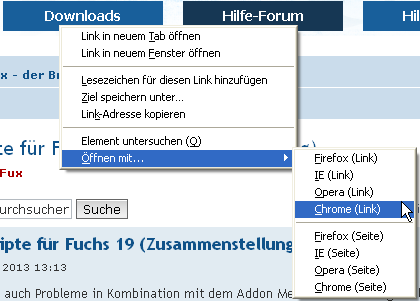 Downloads Hilfe-Forum Hil
Link in neuem Tab öffnen
Link in neuem Fenster öffnen
x - der Br
Lesezeichen für diesen Link hinzufügen
Ziel speichern unter...
Link-Adresse kopieren
Element untersuchen (Q)
te für F
Öffnen mit...
Firefox (Link)
Fux
IE (Link)
Opera (Link)
durchsucher Suche
Chrome (Link)
Firefox (Seite)
ripte für Fuchs 19 (Zusammenstellung
IE (Seite)
2013 13:13
Opera (Seite)
Chrome (Seite)
auch Probleme in Kombination mit dem Addon Me